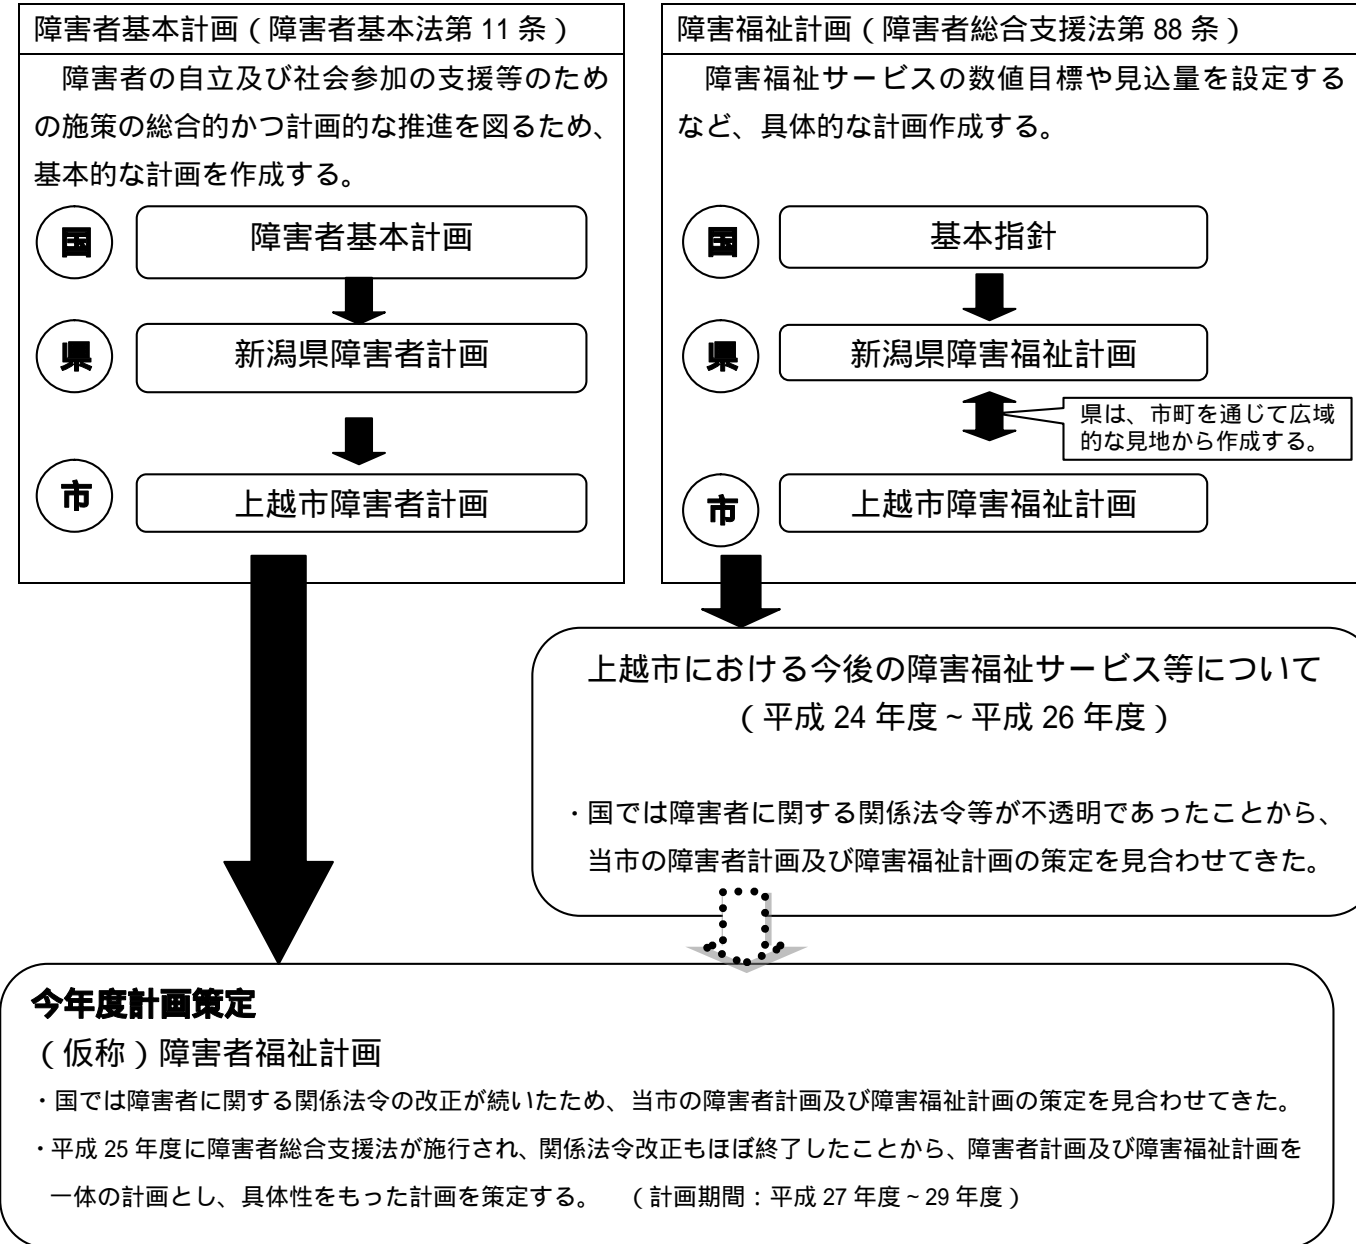 障害者基本計画（障害者基本法第 11 条）
障害者の自立及び社会参加の支援等のため
の施策の総合的かつ計画的な推進を図るため、
基本的な計画を作成する。
国
障害者基本計画
県
新潟県障害者計画
市
上越市障害者計画
障害福祉計画（障害者総合支援法第 88 条）
障害福祉サービスの数値目標や見込量を設定する
など、具体的な計画作成する。
国
基本指針
県
新潟県障害福祉計画
県は、市町を通じて広域
的な見地から作成する。
市
上越市障害福祉計画
上越市における今後の障害福祉サービス等について
（平成 24 年度～平成 26 年度）
・国では障害者に関する関係法令等が不透明であったことから、
当市の障害者計画及び障害福祉計画の策定を見合わせてきた。
今年度計画策定
（仮称）障害者福祉計画
・国では障害者に関する関係法令の改正が続いたため、当市の障害者計画及び障害福祉計画の策定を見合わせてきた。
・平成 25 年度に障害者総合支援法が施行され、関係法令改正もほぼ終了したことから、障害者計画及び障害福祉計画を
一体の計画とし、具体性をもった計画を策定する。　（計画期間：平成 27 年度～29 年度）